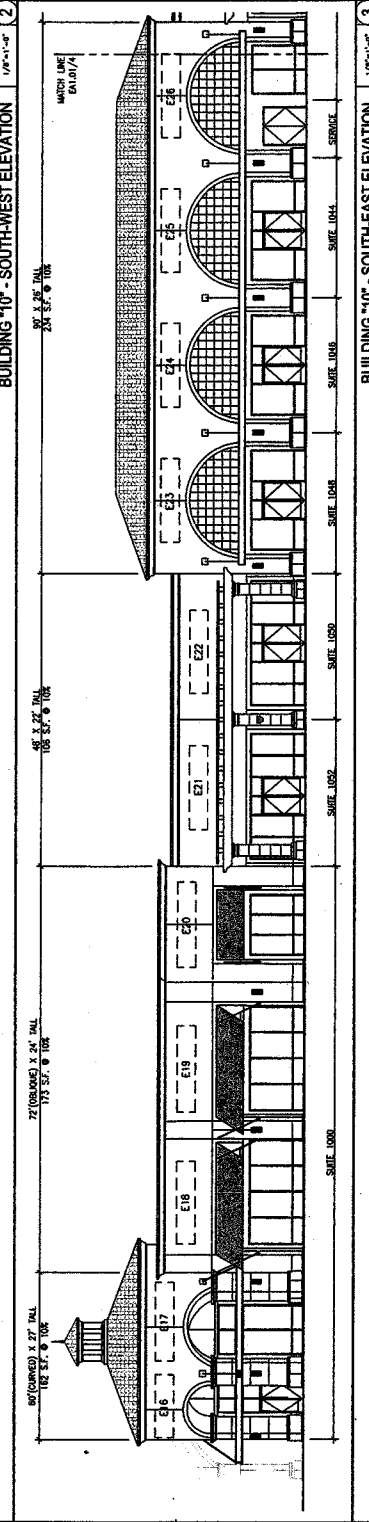 BUILDING "10" - SOUTH-WEST ELEVATION
1/8"=1'-0"
2
60'(CURVED) X 27' TALL
162 S.F. @ 10%
72'(OBLIQUE) X 24' TALL
173 S.F. @ 10%
48' X 22' TALL
106 S.F. @ 10%
90' X 26' TALL
234 S.F. @ 10%
MATCH LINE
EA1.01/4
E16
E17
E18
E19
E20
E21
E22
E23
E24
E25
E26
SUITE 1000
SUITE 1052
SUITE 1050
SUITE 1048
SUITE 1046
SUITE 1044
SERVICE
BUILDING "10" - SOUTH-EAST ELEVATION
1/8"=1'-0"
3